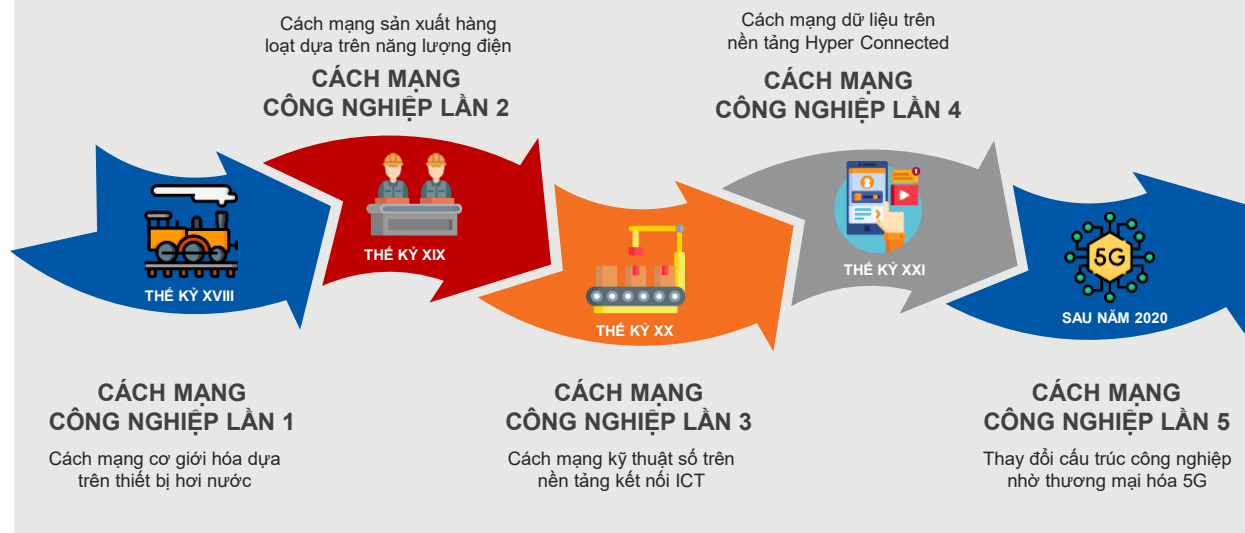 Cách mạng sản xuất hàng
loạt dựa trên năng lượng điện
CÁCH MẠNG
CÔNG NGHIỆP LẦN 2
Cách mạng dữ liệu trên
nền tảng Hyper Connected
CÁCH MẠNG
CÔNG NGHIỆP LẦN 4
THẾ KỶ XVIII
THẾ KỶ XIX
THẾ KỶ XX
THẾ KỶ XXI
1
5G
SAU NĂM 2020
CÁCH MẠNG
CÔNG NGHIỆP LẦN 1
Cách mạng cơ giới hóa dựa
trên thiết bị hơi nước
CÁCH MẠNG
CÔNG NGHIỆP LẦN 3
Cách mạng kỹ thuật số trên
nền tảng kết nối ICT
CÁCH MẠNG
CÔNG NGHIỆP LẦN 5
Thay đổi cấu trúc công nghiệp
nhờ thương mại hóa 5G